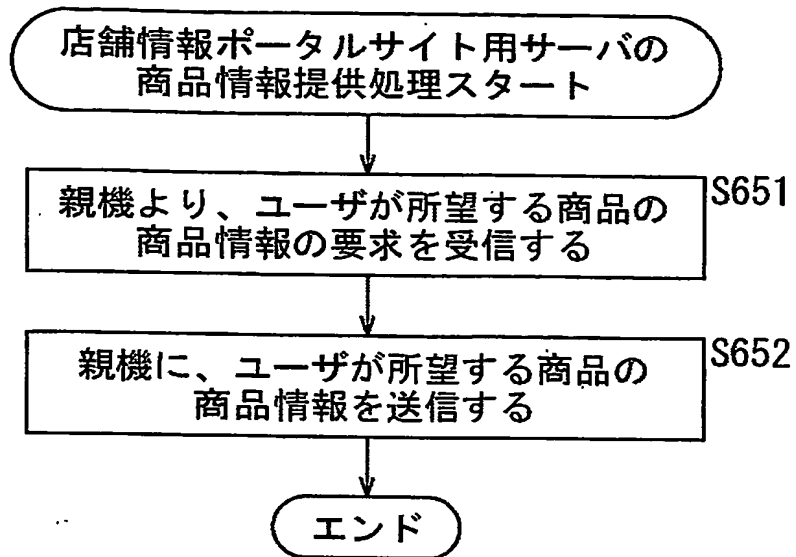 店舗情報ポータルサイト用サーバの
商品情報提供処理スタート
親機より、ユーザが所望する商品の
商品情報の要求を受信する
S651
親機に、ユーザが所望する商品の
商品情報を送信する
S652
エンド